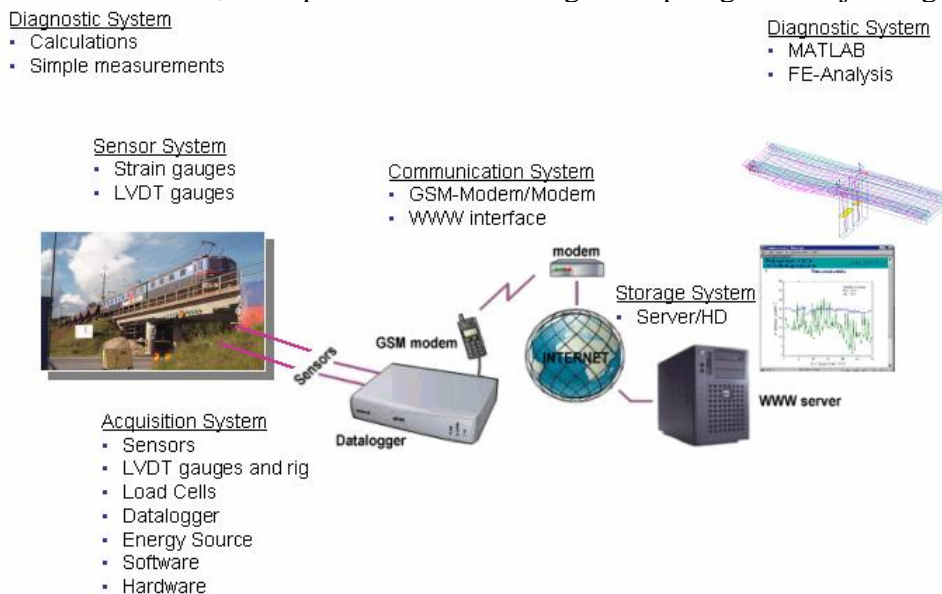 Diagnostic System
▪ Calculations
▪ Simple measurements
Diagnostic System
▪ MATLAB
▪ FE-Analysis
Sensor System
▪ Strain gauges
▪ LVDT gauges
Communication System
▪ GSM-Modem/Modem
▪ WWW interface
modem
Storage System
▪ Server/HD
GSM modem
INTERNET
Sensors
WWW server
Datalogger
Acquisition System
▪ Sensors
▪ LVDT gauges and rig
▪ Load Cells
▪ Datalogger
▪ Energy Source
▪ Software
▪ Hardware